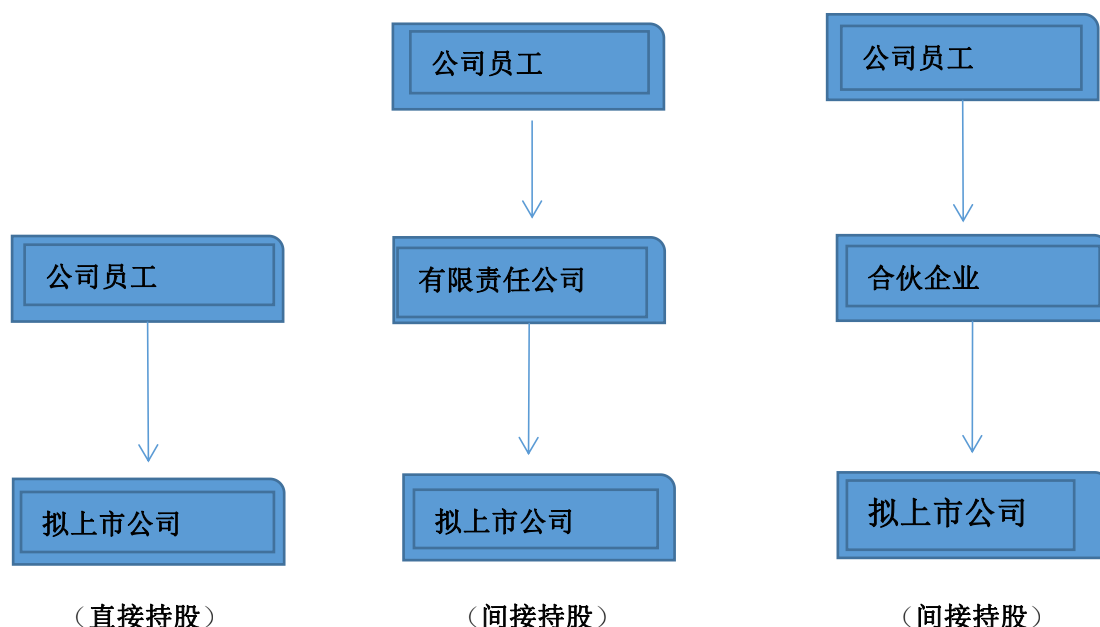 公司员工
拟上市公司
（直接持股）
公司员工
有限责任公司
拟上市公司
（间接持股）
公司员工
合伙企业
拟上市公司
（间接持股）